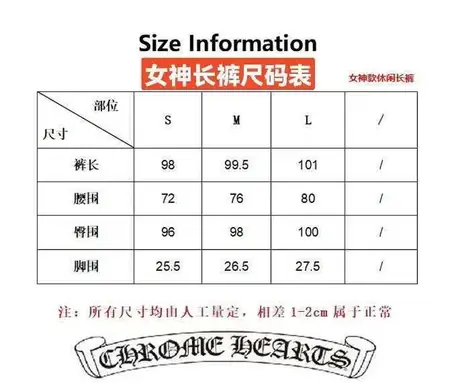 Size Information
女神长裤尺码表
女神款休闲长裤
部位
尺寸
S M L /
裤长 98 99.5 101 /
腰围 72 76 80 /
臀围 96 98 100 /
脚围 25.5 26.5 27.5 /
注：所有尺寸均由人工量定，相差1-2cm属于正常
CHROME HEARTS